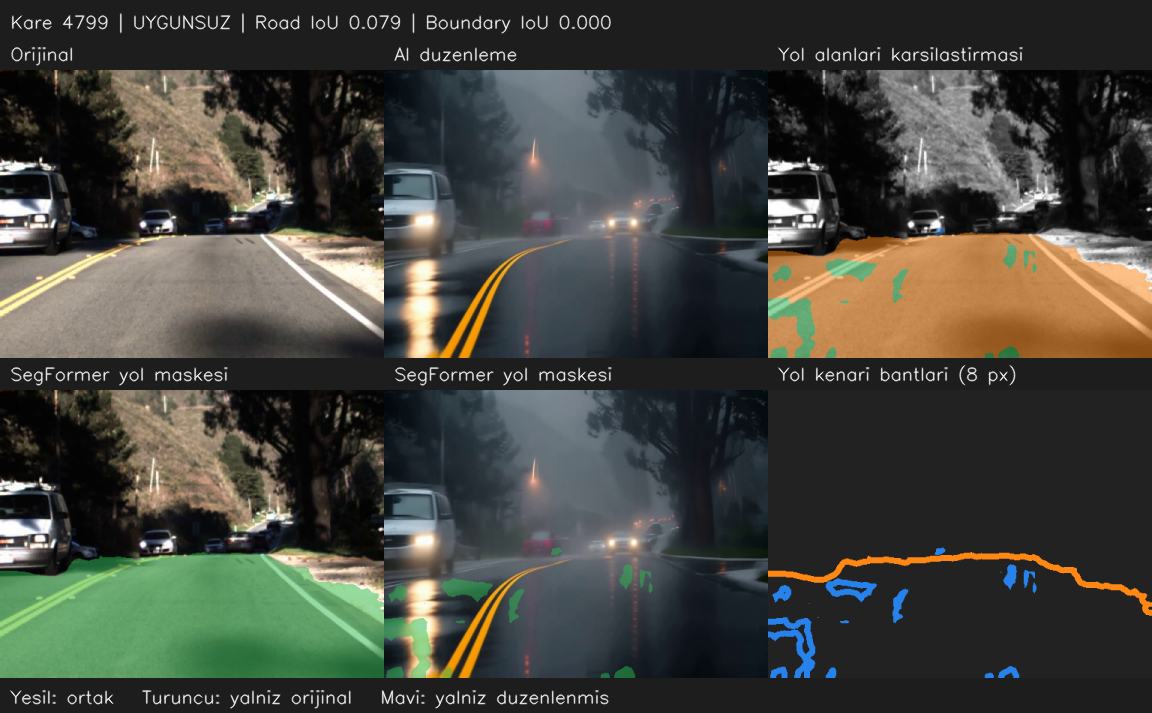 Kare 4799 | UYGUNSUZ | Road IoU 0.079 | Boundary IoU 0.000
Orijinal
AI duzenleme
Yol alanlari karsilastirmasi
SegFormer yol maskesi
SegFormer yol maskesi
Yol kenari bantlari (8 px)
Yesil: ortak Turuncu: yalniz orijinal Mavi: yalniz duzenlenmis